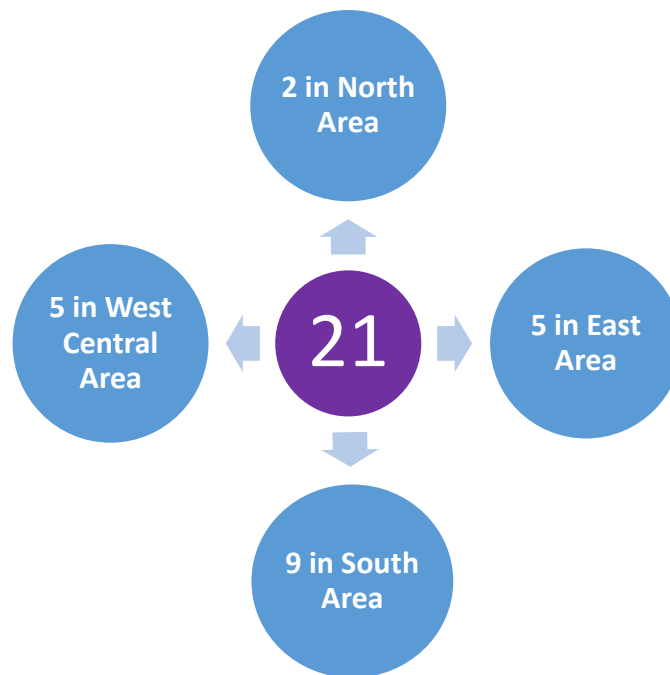 2 in North
Area
5 in West
Central
Area
21
5 in East
Area
9 in South
Area